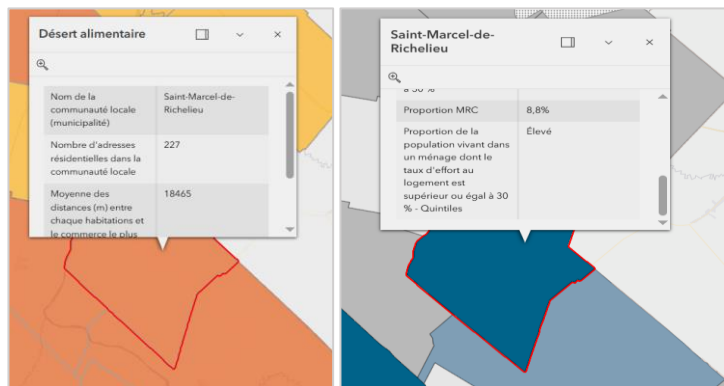 Désert alimentaire
Nom de la
communauté locale
(municipalité)
Saint-Marcel-de-
Richelieu
Nombre d'adresses
résidentielles dans la
communauté locale
227
Moyenne des
distances (m) entre
chaque habitations et
le commerce le plus
18465
Saint-Marcel-de-
Richelieu
à 30 %
Proportion MRC
8,8%
Proportion de la
population vivant dans
un ménage dont le
taux d'effort au
logement est
supérieur ou égal à 30
% - Quintiles
Élevé